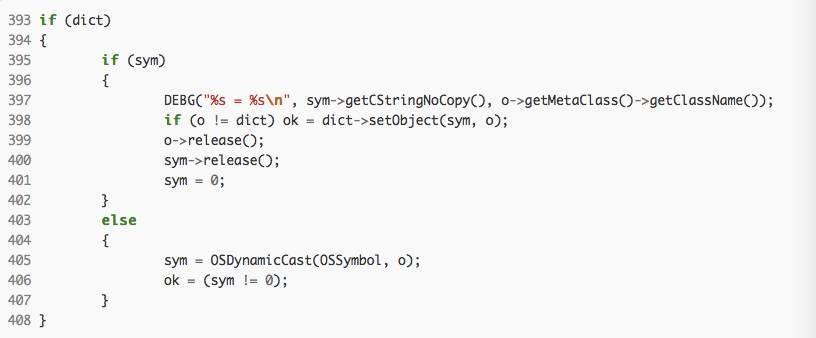 393 if (dict)
394 {
395 if (sym)
396 {
397 DEBG("%s = %s\n", sym->getCStringNoCopy(), o->getMetaClass()->getClassName());
398 if (o != dict) ok = dict->setObject(sym, o);
399 o->release();
400 sym->release();
401 sym = 0;
402 }
403 else
404 {
405 sym = OSDynamicCast(OSSymbol, o);
406 ok = (sym != 0);
407 }
408 }